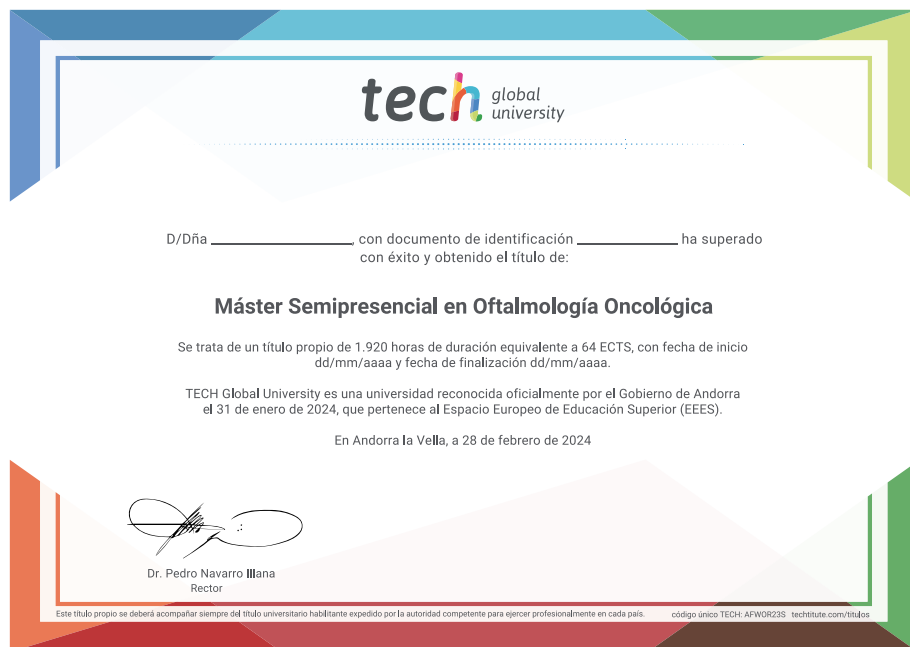 tech global
university
D/Dña ________________, con documento de identificación ____________ ha superado
con éxito y obtenido el título de:
Máster Semipresencial en Oftalmología Oncológica
Se trata de un título propio de 1.920 horas de duración equivalente a 64 ECTS, con fecha de inicio
dd/mm/aaaa y fecha de finalización dd/mm/aaaa.
TECH Global University es una universidad reconocida oficialmente por el Gobierno de Andorra
el 31 de enero de 2024, que pertenece al Espacio Europeo de Educación Superior (EEES).
En Andorra la Vella, a 28 de febrero de 2024
Dr. Pedro Navarro Illana
Rector
Este título propio se deberá acompañar siempre del título universitario habilitante expedido por la autoridad competente para ejercer profesionalmente en cada país. código único TECH: AFWOR23S techtitute.com/titulos